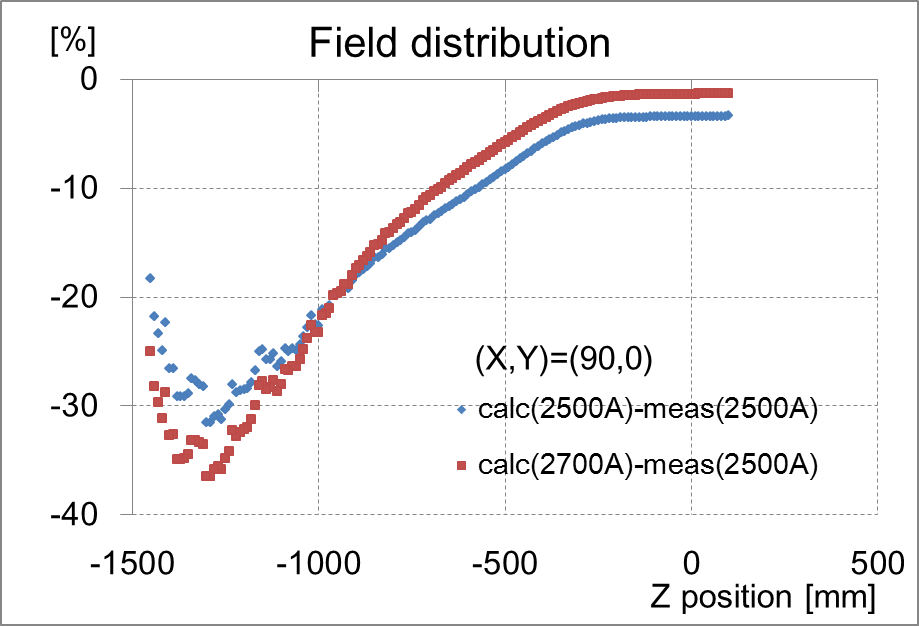 [%]
Field distribution
0
-10
-20
-30
-40
(X,Y)=(90,0)
calc(2500A)-meas(2500A)
calc(2700A)-meas(2500A)
-1500 -1000 -500 0 500
Z position [mm]